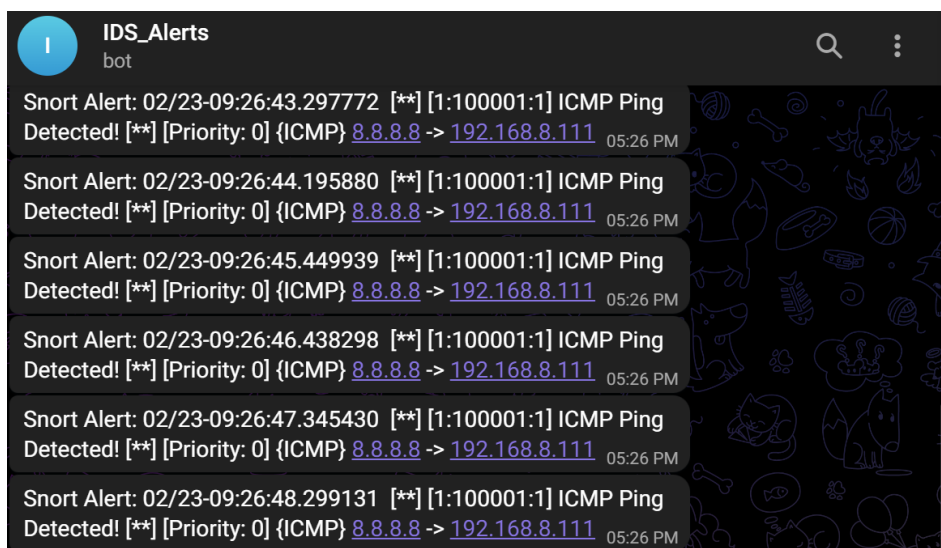 I
IDS_Alerts
bot
Snort Alert: 02/23-09:26:43.297772 [**] [1:100001:1] ICMP Ping
Detected! [**] [Priority: 0] {ICMP} 8.8.8.8 -> 192.168.8.111 05:26 PM
Snort Alert: 02/23-09:26:44.195880 [**] [1:100001:1] ICMP Ping
Detected! [**] [Priority: 0] {ICMP} 8.8.8.8 -> 192.168.8.111 05:26 PM
Snort Alert: 02/23-09:26:45.449939 [**] [1:100001:1] ICMP Ping
Detected! [**] [Priority: 0] {ICMP} 8.8.8.8 -> 192.168.8.111 05:26 PM
Snort Alert: 02/23-09:26:46.438298 [**] [1:100001:1] ICMP Ping
Detected! [**] [Priority: 0] {ICMP} 8.8.8.8 -> 192.168.8.111 05:26 PM
Snort Alert: 02/23-09:26:47.345430 [**] [1:100001:1] ICMP Ping
Detected! [**] [Priority: 0] {ICMP} 8.8.8.8 -> 192.168.8.111 05:26 PM
Snort Alert: 02/23-09:26:48.299131 [**] [1:100001:1] ICMP Ping
Detected! [**] [Priority: 0] {ICMP} 8.8.8.8 -> 192.168.8.111 05:26 PM